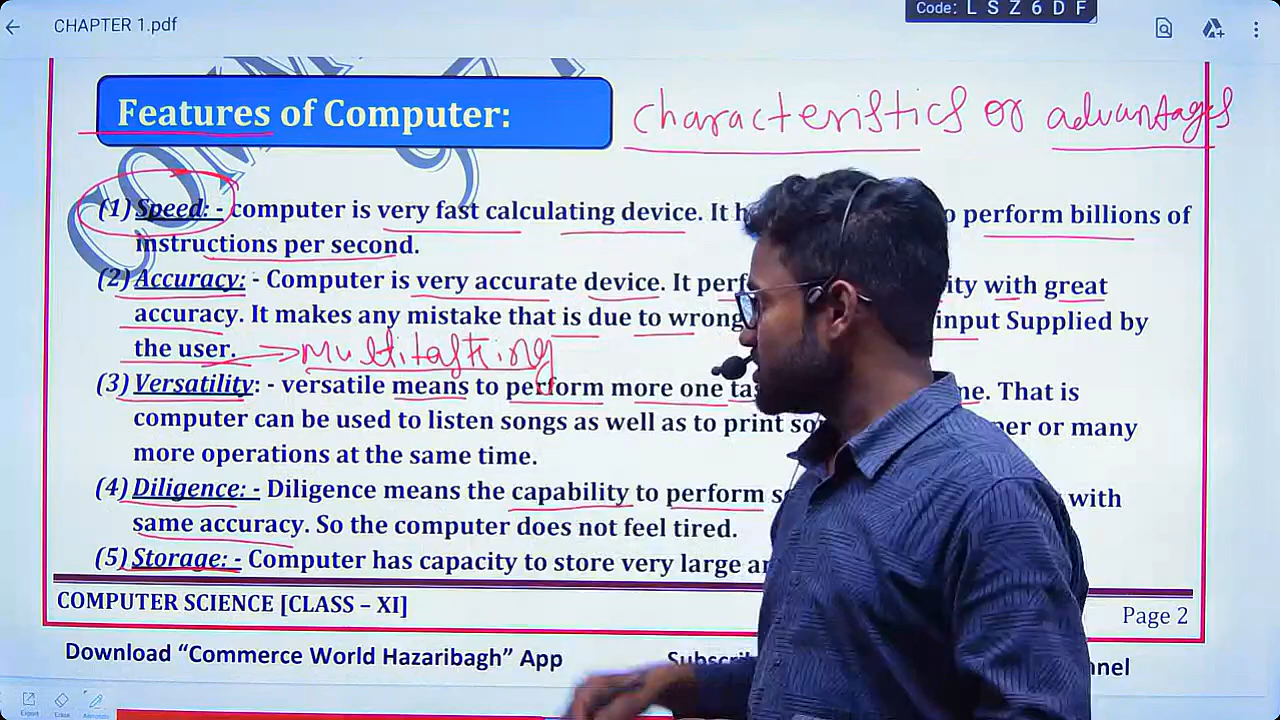 Code: L S Z 6 D F
CHAPTER 1.pdf
Features of Computer: characteristics or advantages
(1) Speed: - computer is very fast calculating device. It perform billions of
instructions per second.
(2) Accuracy: - Computer is very accurate device. It with great
accuracy. It makes any mistake that is due to wrong input Supplied by
the user. → Multitasking
(3) Versatility: - versatile means to perform more one That is
computer can be used to listen songs as well as to print or many
more operations at the same time.
(4) Diligence: - Diligence means the capability to perform with
same accuracy. So the computer does not feel tired.
(5) Storage: - Computer has capacity to store very large
COMPUTER SCIENCE [CLASS – XI] Page 2
Download “Commerce World Hazaribagh” App
Export Erase Annotate